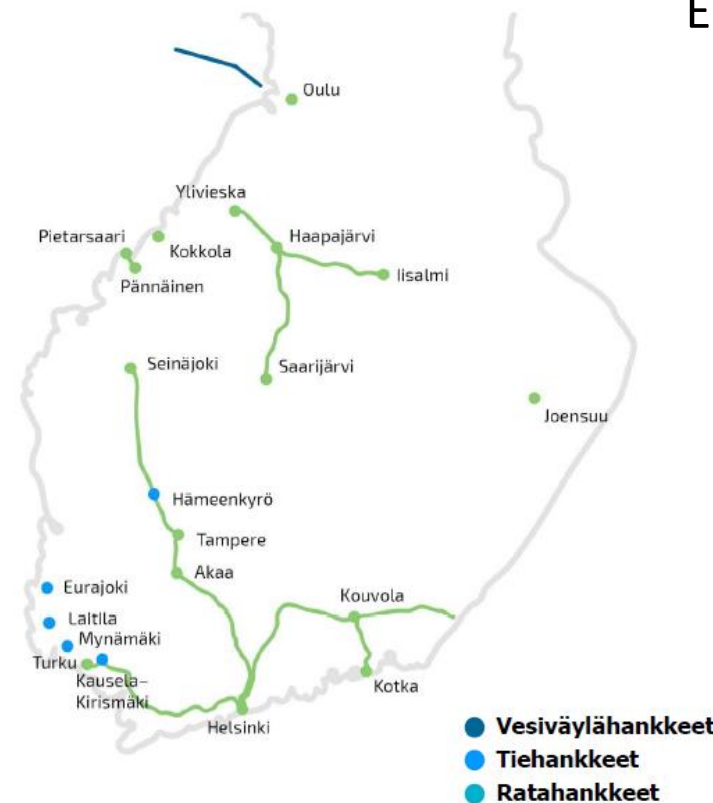 E
Oulu
Ylivieska
Pietarsaari
Haapajärvi
Kokkola
Iisalmi
Pännäinen
Seinäjoki
Saarijärvi
Joensuu
Hämeenkyrö
Tampere
Akaa
Eurajoki
Kouvola
Laitila
Mynämäki
Turku
Kausela–
Kirismäki
Kotka
Helsinki
Vesiväylähankkeet
Tiehankkeet
Ratahankkeet